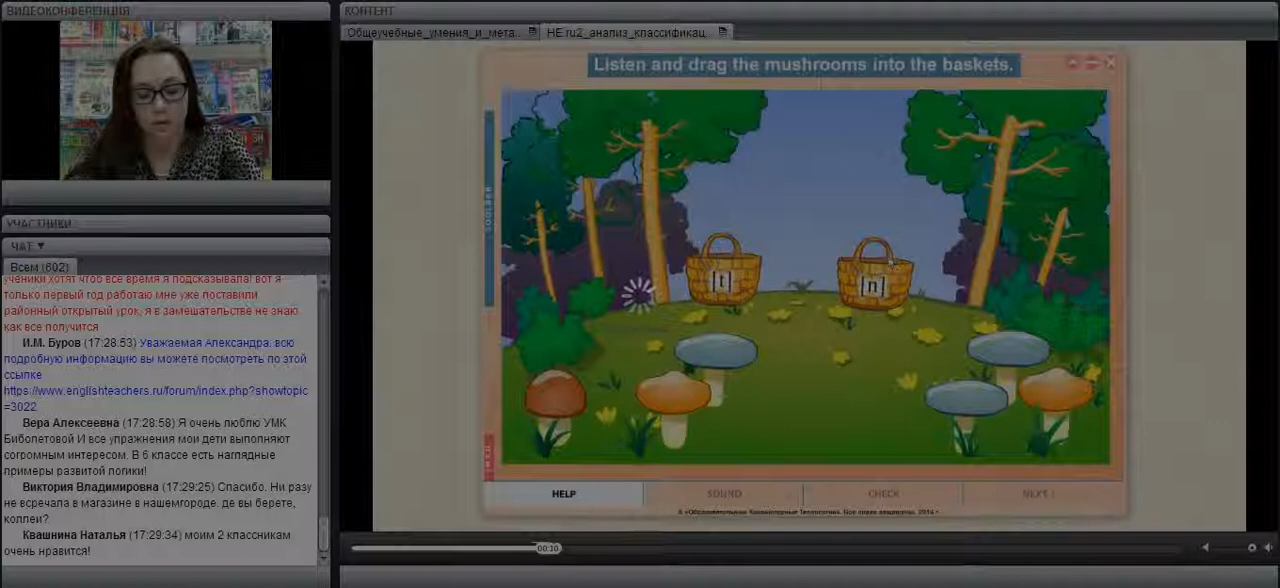 ВИДЕОКОНФЕРЕНЦИЯ
КОНТЕНТ
Общеучебные_умения_и_мета...
HE.ru2_анализ_классификац...
Listen and drag the mushrooms into the baskets.
[t]
[n]
HELP
SOUND
CHECK
NEXT
00:10
УЧАСТНИКИ
ЧАТ
Всем (602)
ученики хотят чтоб все время я подсказывала! вот я
только первый год работаю мне уже поставили
районный открытый урок, я в замешательстве не знаю
как все получится
И.М. Буров (17:28:53) Уважаемая Александра, всю
подробную информацию вы можете посмотреть по этой
ссылке
https://www.englishteachers.ru/forum/index.php?showtopic
=3022
Вера Алексеевна (17:28:58) Я очень люблю УМК
Биболетовой И все упражнения мои дети выполняют
согромным интересом. В 6 классе есть наглядные
примеры развитой логики!
Виктория Владимировна (17:29:25) Спасибо. Ни разу
не всречала в магазине в нашемгороде. де вы берете,
коллеи?
Квашнина Наталья (17:29:34) моим 2 классникам
очень нравится!